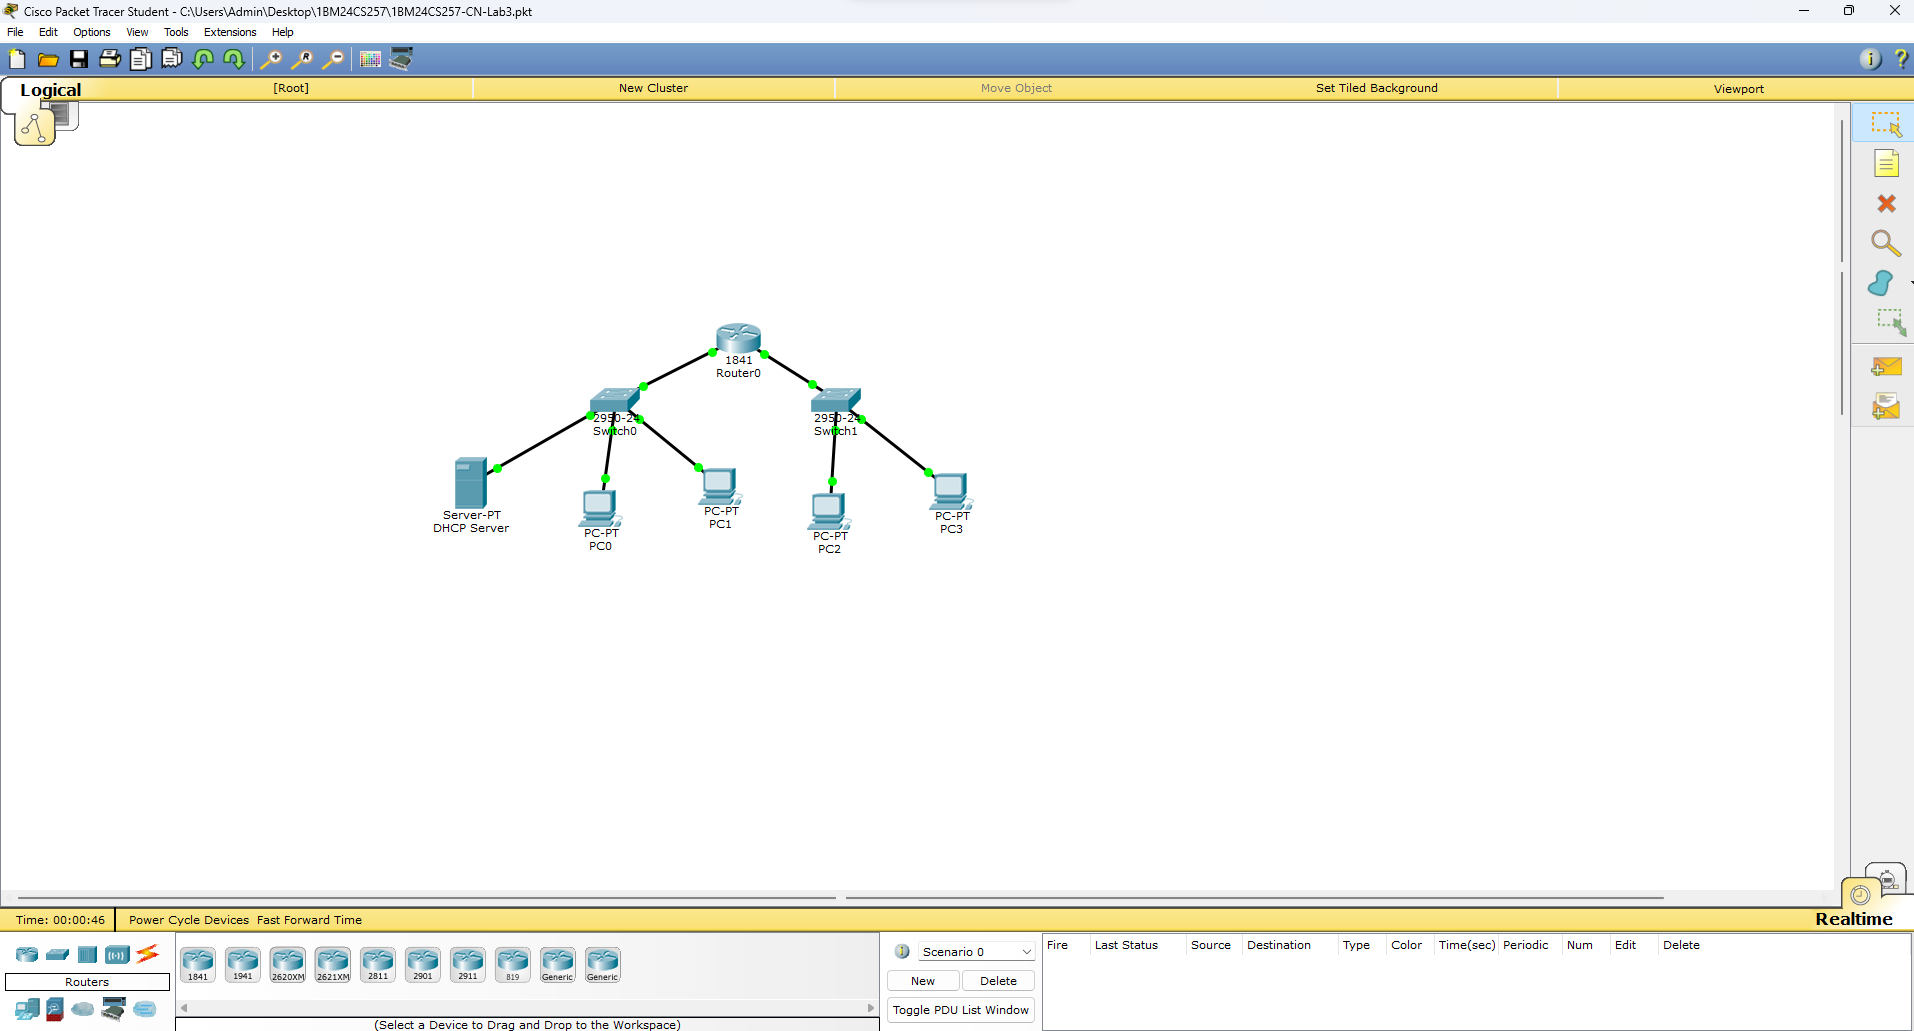 Cisco Packet Tracer Student - C:\Users\Admin\Desktop\1BM24CS257\1BM24CS257-CN-Lab3.pkt
File Edit Options View Tools Extensions Help
Logical [Root] New Cluster Move Object Set Tiled Background Viewport
1841
Router0
2950-24
Switch0
2950-24
Switch1
Server-PT
DHCP Server
PC-PT
PC0
PC-PT
PC1
PC-PT
PC2
PC-PT
PC3
Time: 00:00:46 Power Cycle Devices Fast Forward Time
Realtime
Routers
1841 1941 2620XM 2621XM 2811 2901 2911 819 Generic Generic
(Select a Device to Drag and Drop to the Workspace)
Scenario 0
New Delete
Toggle PDU List Window
Fire Last Status Source Destination Type Color Time(sec) Periodic Num Edit Delete